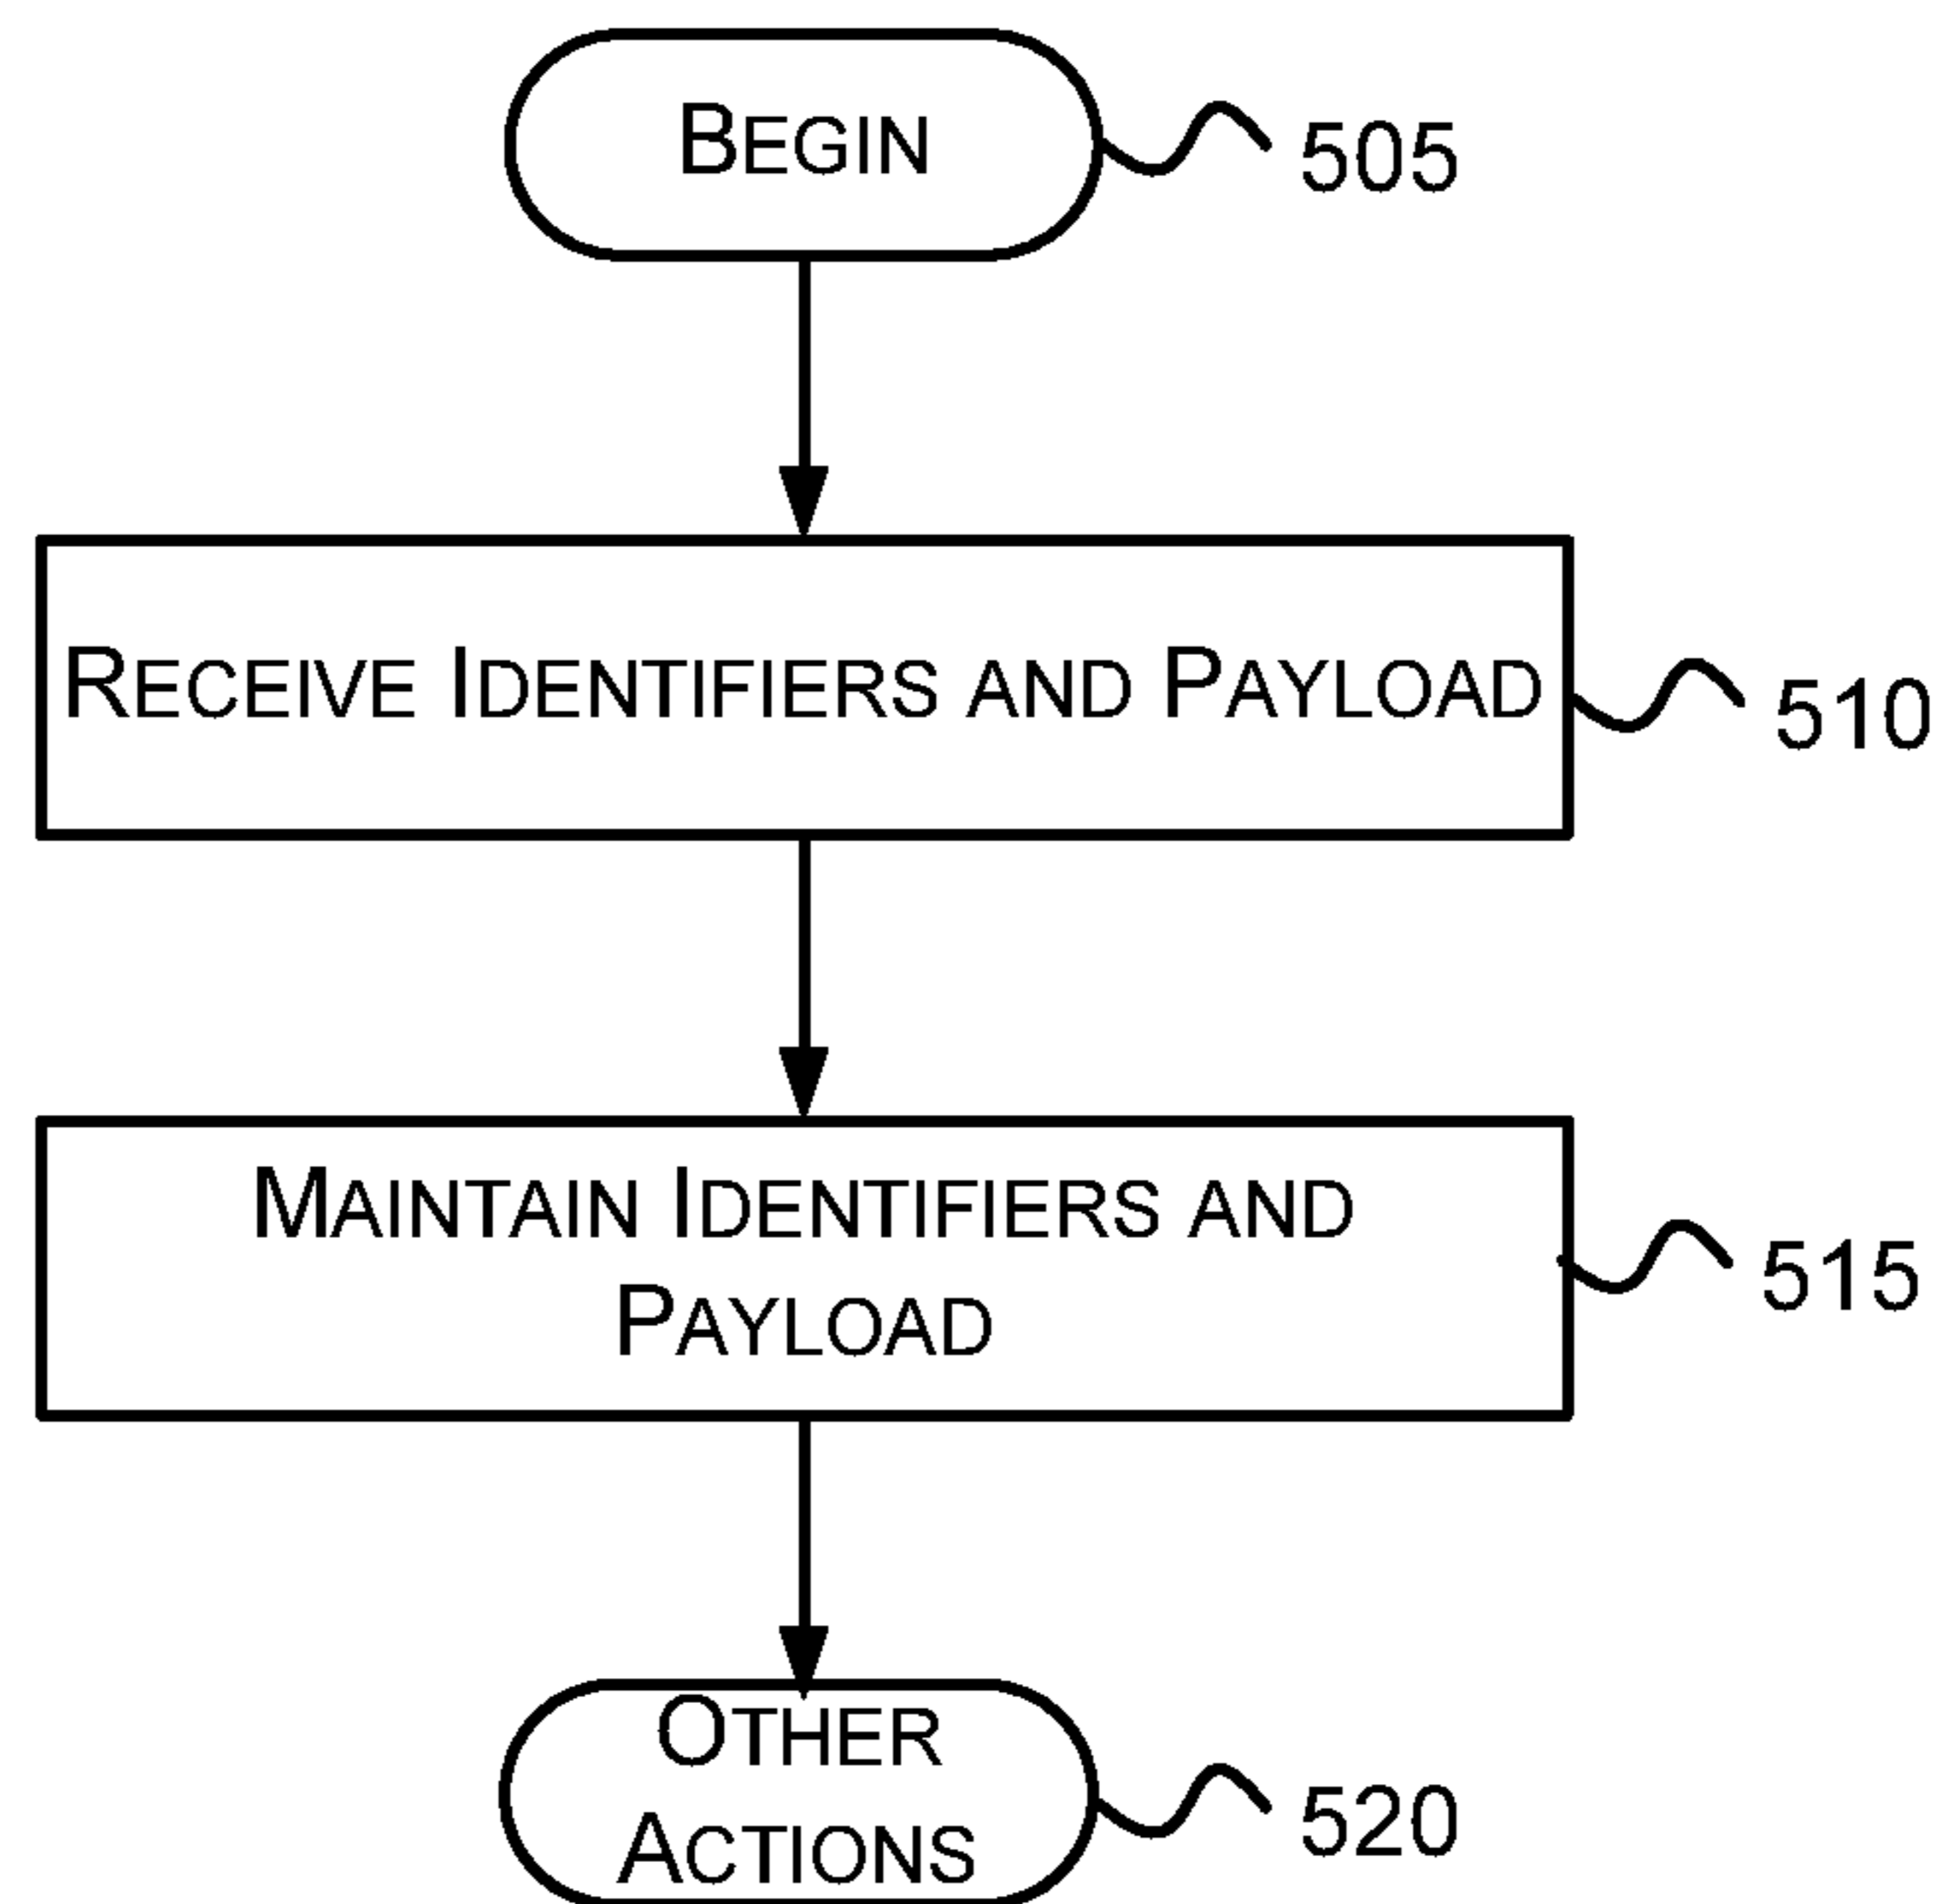 BEGIN
505
RECEIVE IDENTIFIERS AND PAYLOAD
510
MAINTAIN IDENTIFIERS AND
PAYLOAD
515
OTHER
ACTIONS
520